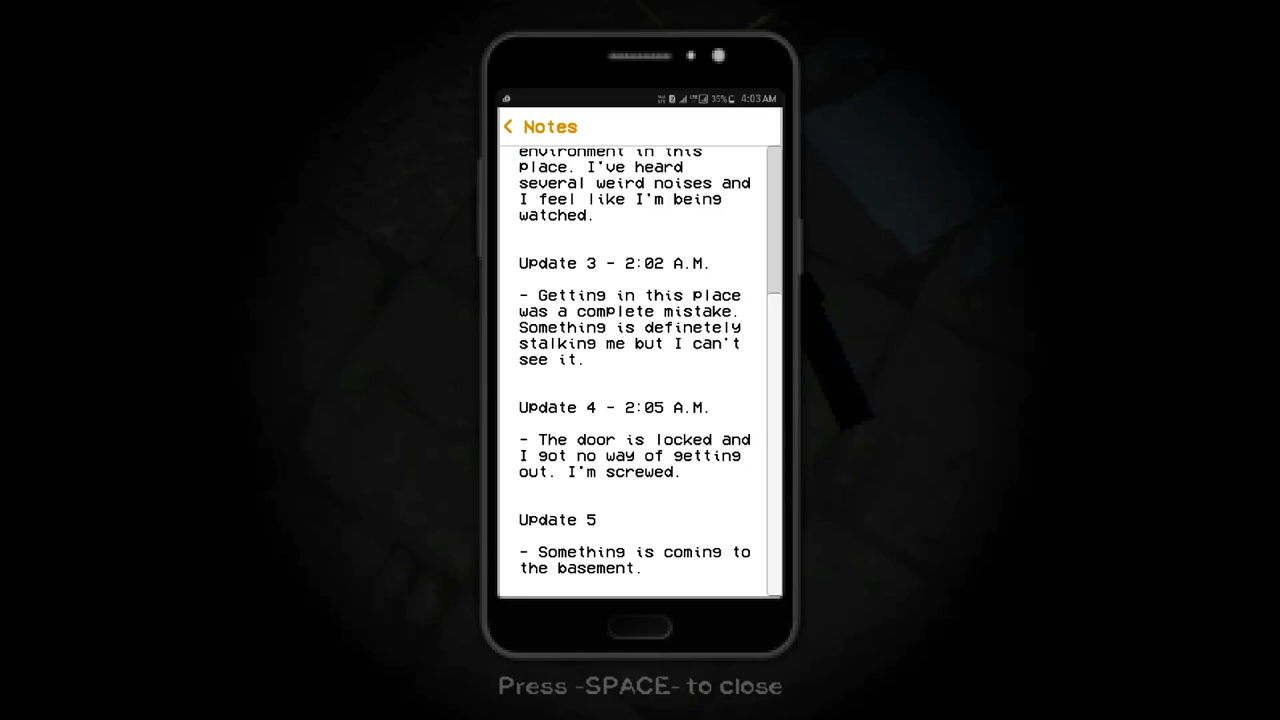 35% 4:03 AM
< Notes
environment in this
place. I've heard
several weird noises and
I feel like I'm being
watched.
Update 3 - 2:02 A.M.
- Getting in this place
was a complete mistake.
Something is definetely
stalking me but I can't
see it.
Update 4 - 2:05 A.M.
- The door is locked and
I got no way of getting
out. I'm screwed.
Update 5
- Something is coming to
the basement.
Press -SPACE- to close